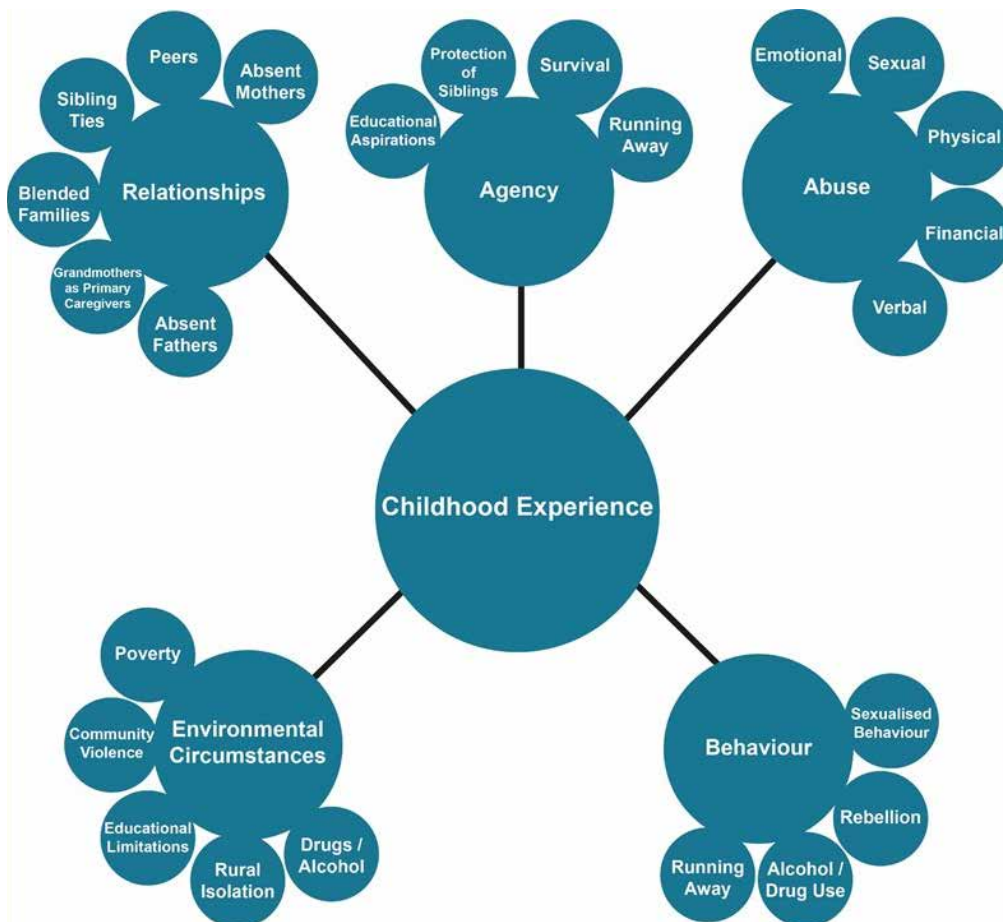 Peers
Absent
Mothers
Sibling
Ties
Blended
Families
Grandmothers
as Primary
Caregivers
Absent
Fathers
Relationships
Protection
of
Siblings
Survival
Educational
Aspirations
Running
Away
Agency
Emotional
Sexual
Physical
Financial
Verbal
Abuse
Childhood Experience
Poverty
Community
Violence
Educational
Limitations
Rural
Isolation
Drugs /
Alcohol
Environmental
Circumstances
Behaviour
Sexualised
Behaviour
Rebellion
Alcohol /
Drug Use
Running
Away